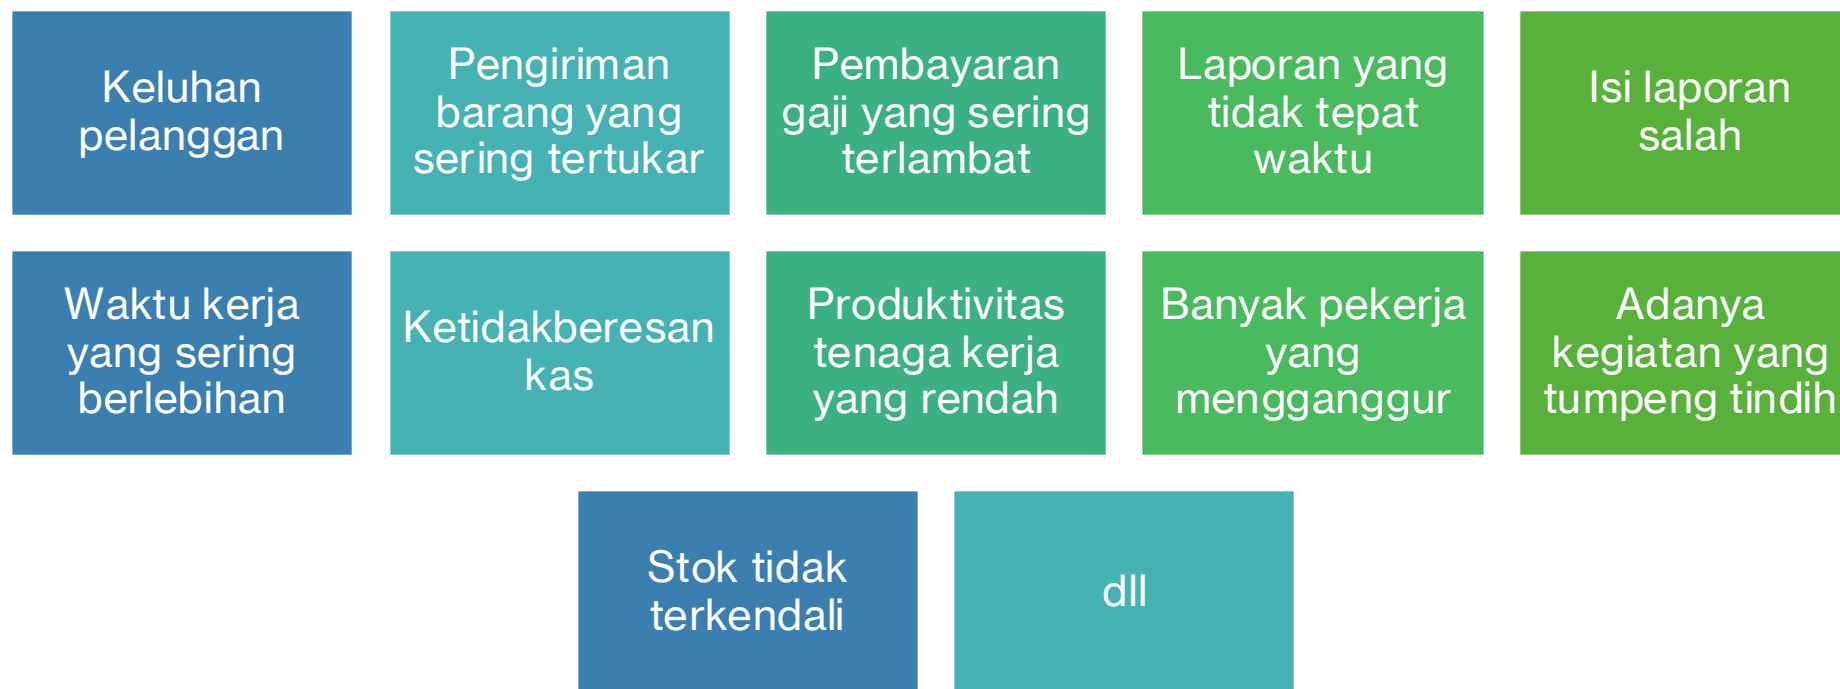 Keluhan
pelanggan
Pengiriman
barang yang
sering tertukar
Pembayaran
gaji yang sering
terlambat
Laporan yang
tidak tepat
waktu
Isi laporan
salah
Waktu kerja
yang sering
berlebihan
Ketidakberesan
kas
Produktivitas
tenaga kerja
yang rendah
Banyak pekerja
yang
mengganggur
Adanya
kegiatan yang
tumpeng tindih
Stok tidak
terkendali
dll